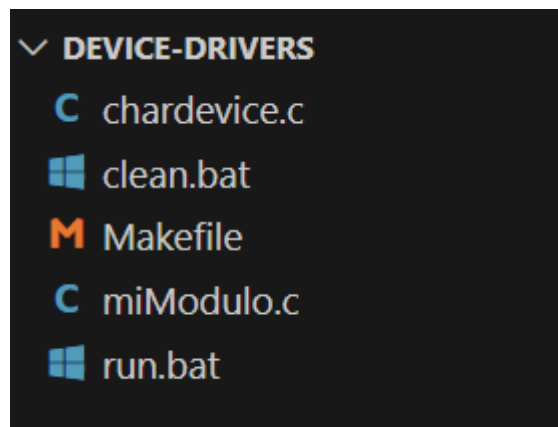 DEVICE-DRIVERS
C chardevice.c
clean.bat
M Makefile
C miModulo.c
run.bat